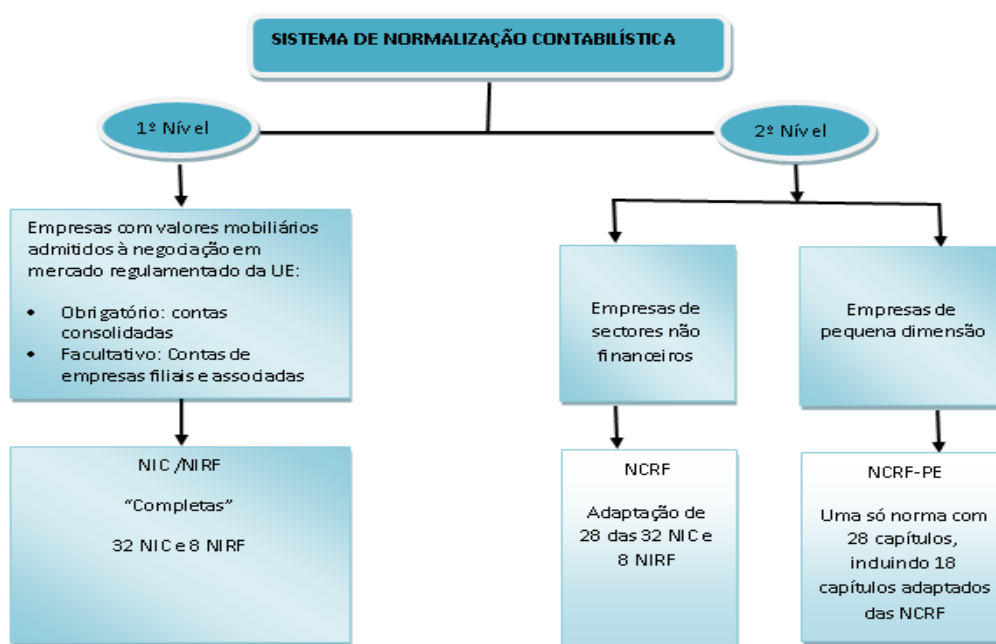 SISTEMA DE NORMALIZAÇÃO CONTABILÍSTICA
1º Nível
2º Nível
Empresas com valores mobiliários
admitidos à negociação em
mercado regulamentado da UE:
• Obrigatório: contas
consolidadas
• Facultativo: Contas de
empresas filiais e associadas
Empresas de
sectores não
financeiros
Empresas de
pequena dimensão
NIC /NIRF
“Completas”
32 NIC e 8 NIRF
NCRF
Adaptação de
28 das 32 NIC e
8 NIRF
NCRF-PE
Uma só norma com
28 capítulos,
incluindo 18
capítulos adaptados
das NCRF